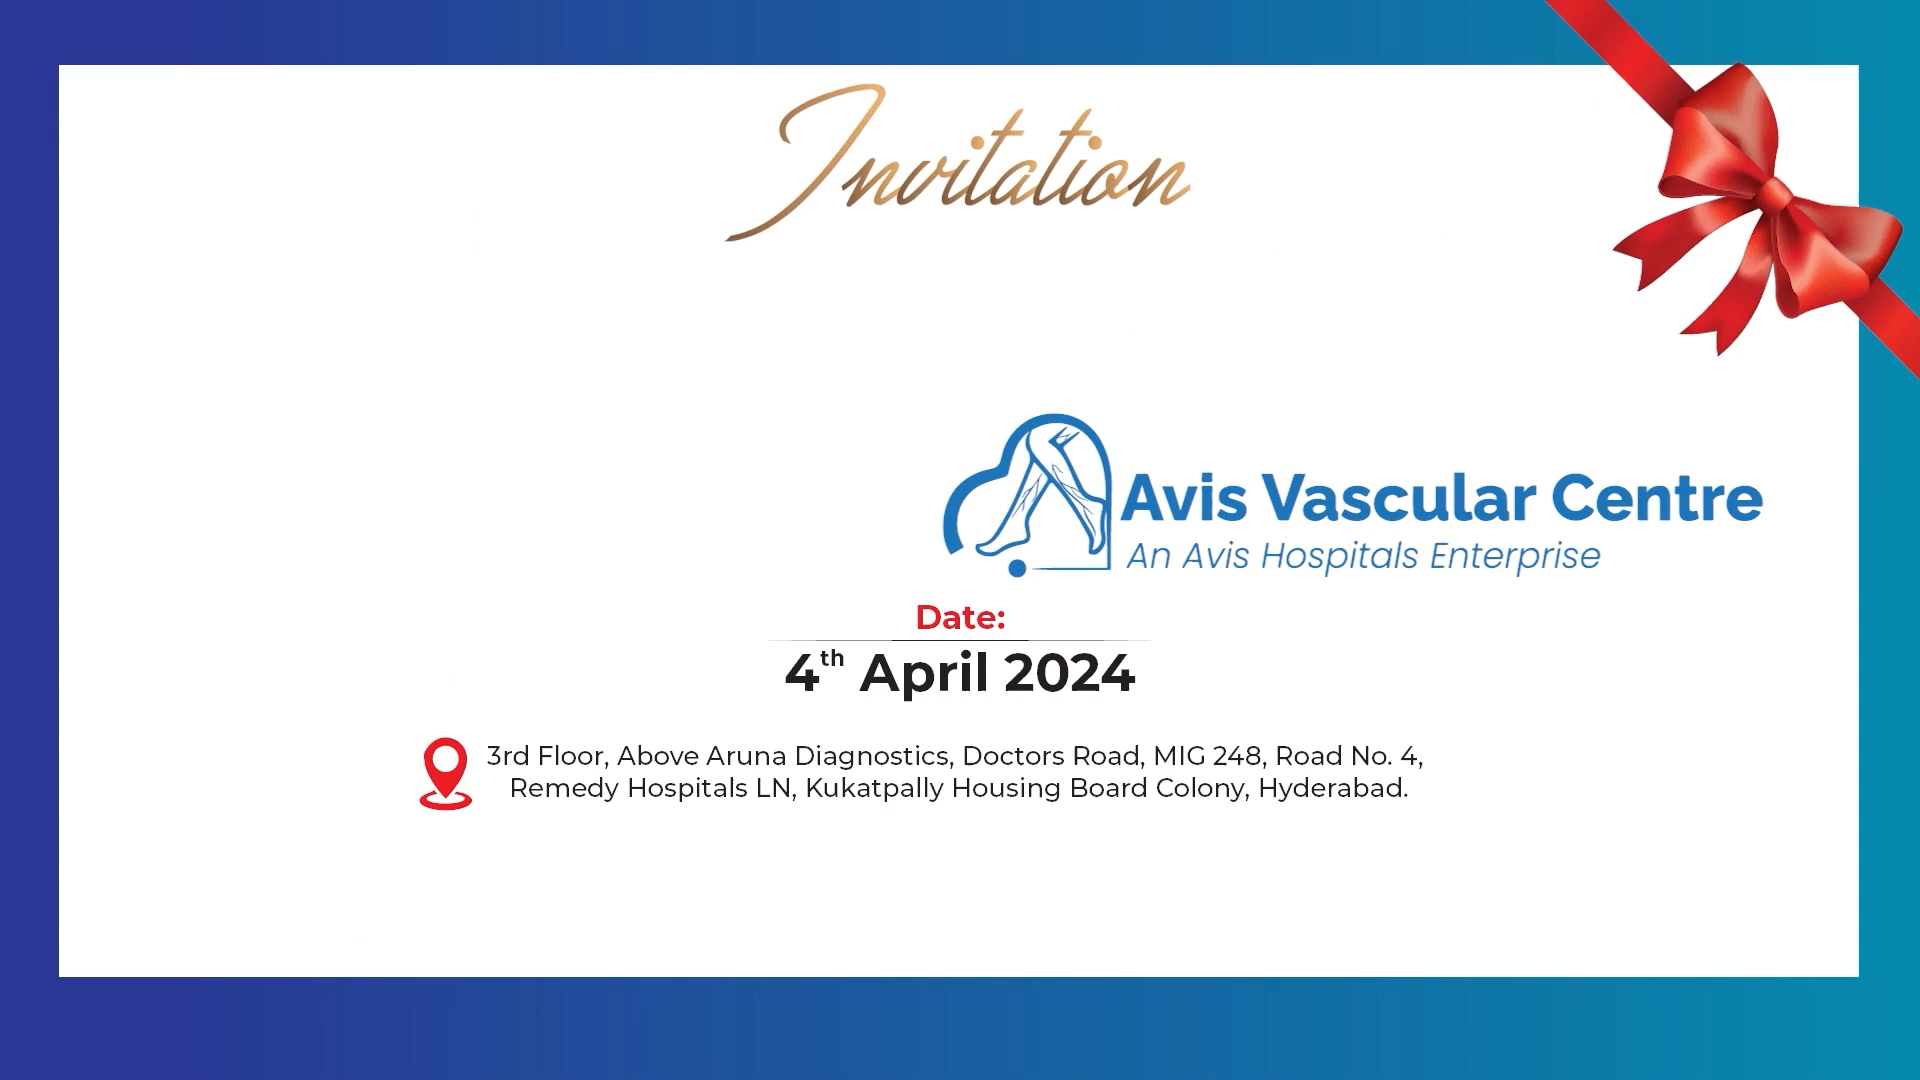 Invitation
Avis Vascular Centre
An Avis Hospitals Enterprise
Date:
4th April 2024
3rd Floor, Above Aruna Diagnostics, Doctors Road, MIG 248, Road No. 4,
Remedy Hospitals LN, Kukatpally Housing Board Colony, Hyderabad.